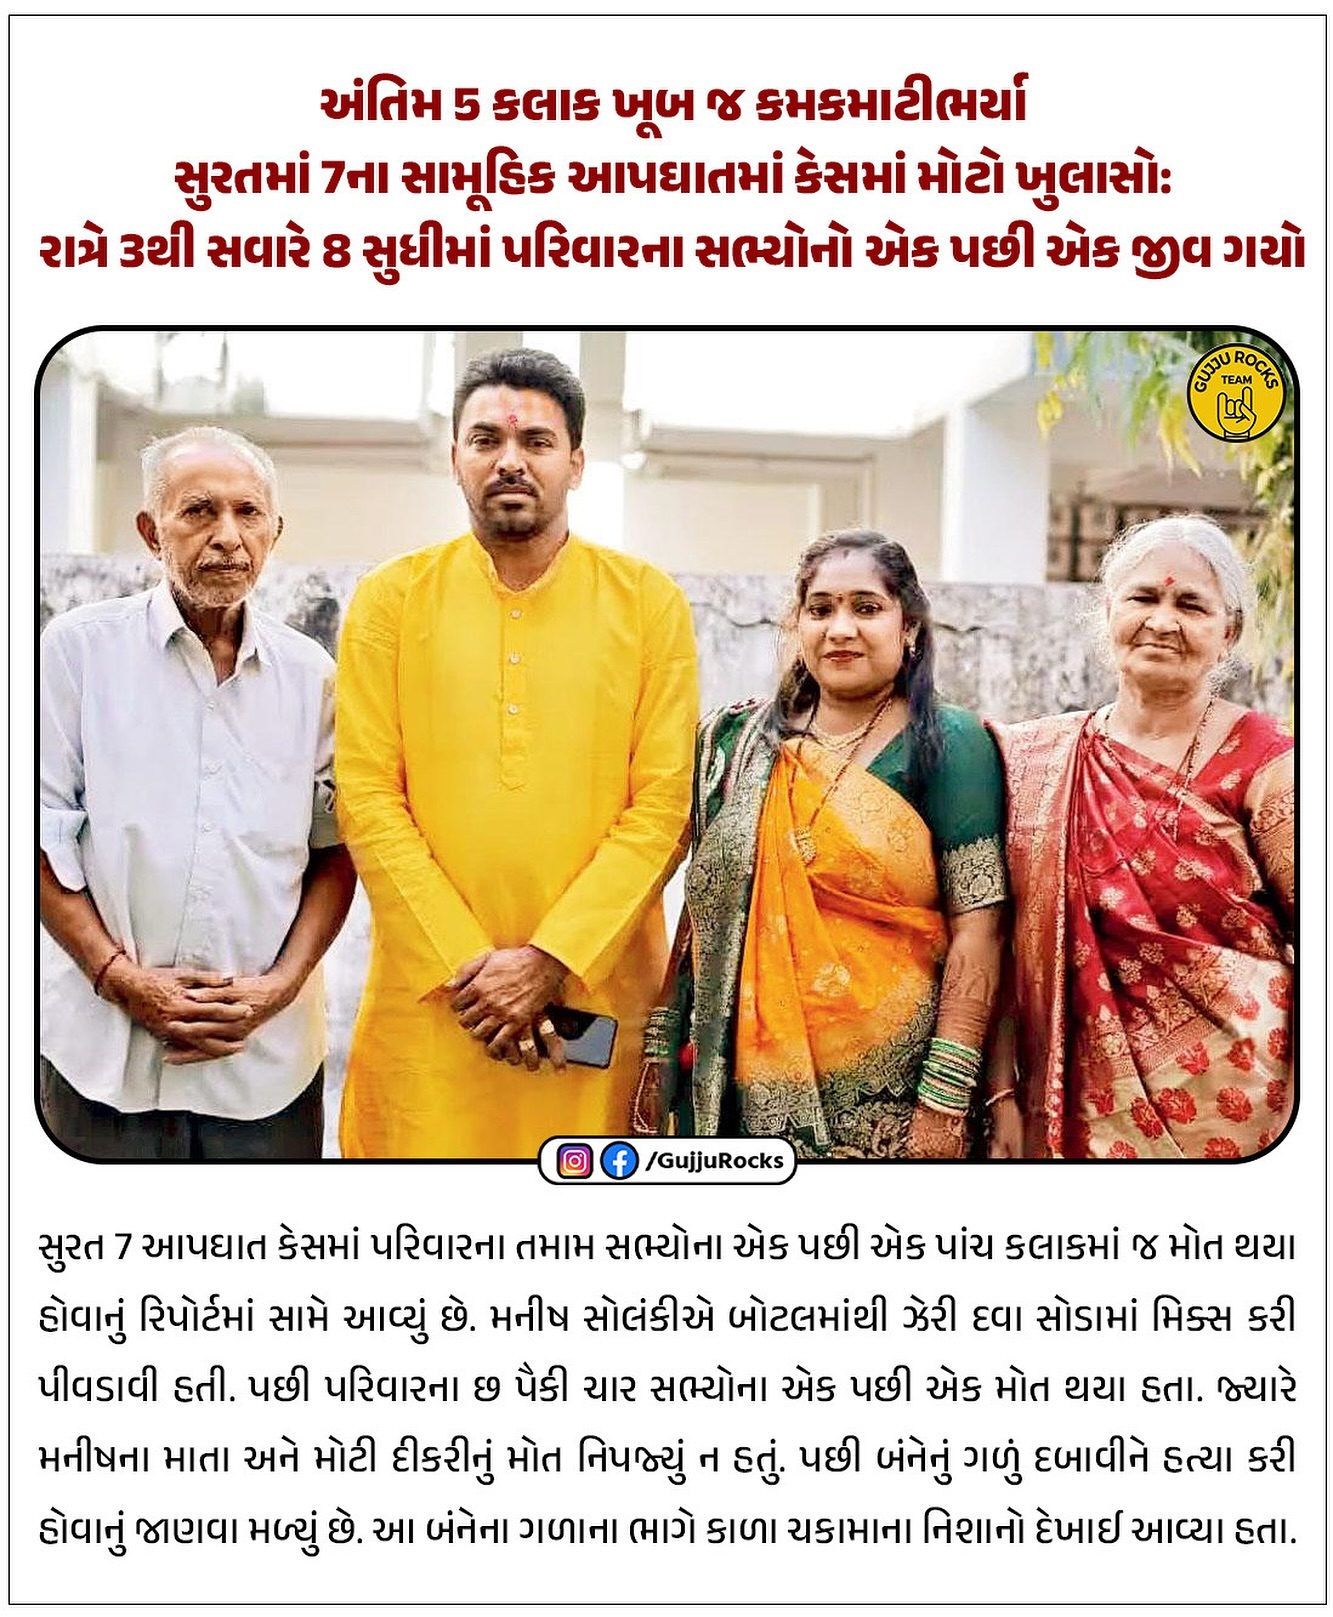 અંતિમ 5 કલાક ખૂબ જ કમકમાટીભર્યા
સુરતમાં 7ના સામૂહિક આપઘાતમાં કેસમાં મોટો ખુલાસો:
રાત્રે 3થી સવારે 8 સુધીમાં પરિવારના સભ્યોનો એક પછી એક જીવ ગયો
GUJJU ROCKS
TEAM
/GujjuRocks
સુરત 7 આપઘાત કેસમાં પરિવારના તમામ સભ્યોના એક પછી એક પાંચ કલાકમાં જ મોત થયા
હોવાનું રિપોર્ટમાં સામે આવ્યું છે. મનીષ સોલંકીએ બોટલમાંથી ઝેરી દવા સોડામાં મિક્સ કરી
પીવડાવી હતી. પછી પરિવારના છ પૈકી ચાર સભ્યોના એક પછી એક મોત થયા હતા. જ્યારે
મનીષના માતા અને મોટી દીકરીનું મોત નિપજ્યું ન હતું. પછી બંનેનું ગળું દબાવીને હત્યા કરી
હોવાનું જાણવા મળ્યું છે. આ બંનેના ગળાના ભાગે કાળા ચકામાના નિશાનો દેખાઈ આવ્યા હતા.